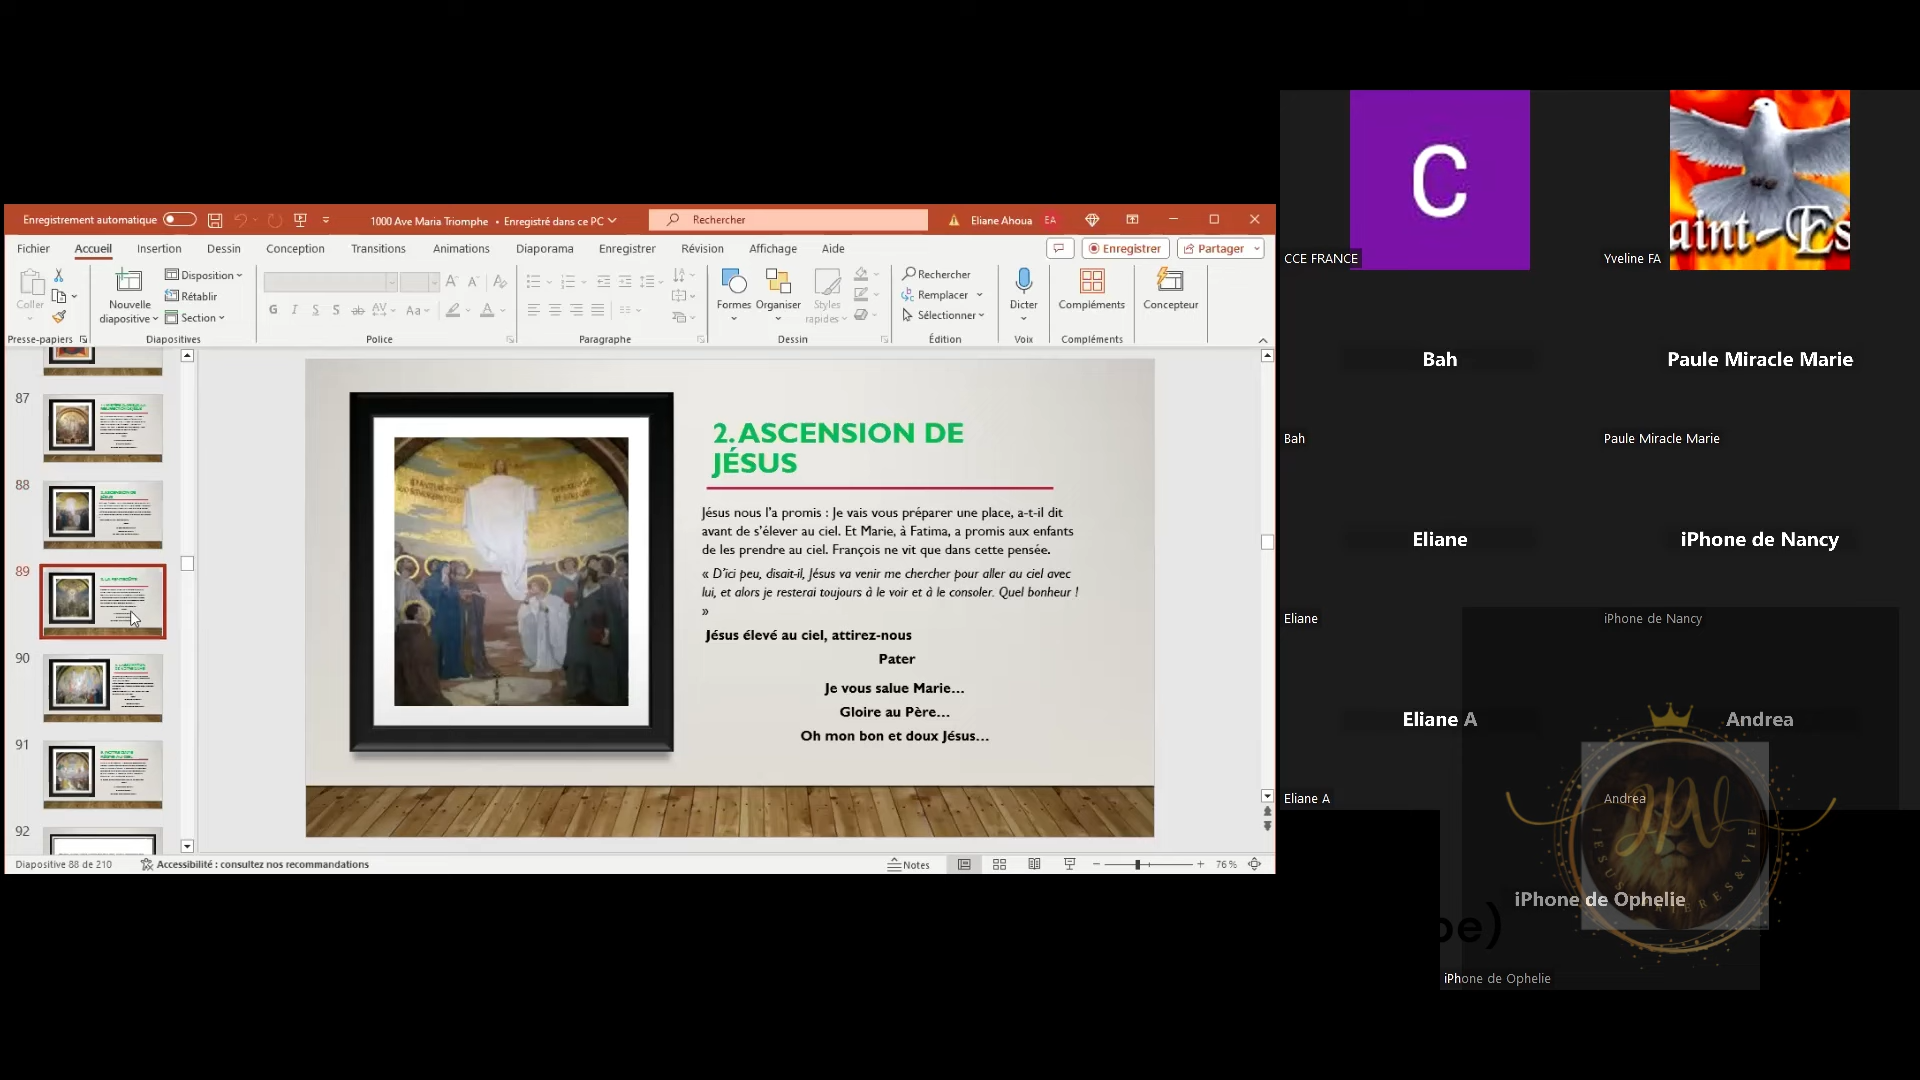 Enregistrement automatique
1000 Ave Maria Triomphe • Enregistré dans ce PC
Rechercher
Eliane Ahoua EA
Fichier Accueil Insertion Dessin Conception Transitions Animations Diaporama Enregistrer Révision Affichage Aide
Enregistrer
Partager
Coller
Nouvelle diapositive
Disposition
Rétablir
Section
G I S S ab AV Aa A
Formes
Organiser
Styles rapides
Rechercher
Remplacer
Sélectionner
Dicter
Compléments
Concepteur
Presse-papiers Diapositives Police Paragraphe Dessin Édition Voix Compléments
87
88
89
90
91
92
2. ASCENSION DE
JÉSUS
Jésus nous l'a promis : Je vais vous préparer une place, a-t-il dit
avant de s'élever au ciel. Et Marie, à Fatima, a promis aux enfants
de les prendre au ciel. François ne vit que dans cette pensée.
« D'ici peu, disait-il, Jésus va venir me chercher pour aller au ciel avec
lui, et alors je resterai toujours à le voir et à le consoler. Quel bonheur !
»
Jésus élevé au ciel, attirez-nous
Pater
Je vous salue Marie…
Gloire au Père…
Oh mon bon et doux Jésus…
Diapositive 88 de 210
Accessibilité : consultez nos recommandations
Notes
76 %
C
CCE FRANCE
aint-Es
Yveline FA
Bah
Bah
Paule Miracle Marie
Paule Miracle Marie
Eliane
Eliane
iPhone de Nancy
iPhone de Nancy
Eliane A
Eliane A
Andrea
Andrea
JPV
iPhone de Ophelie
be)
iPhone de Ophelie